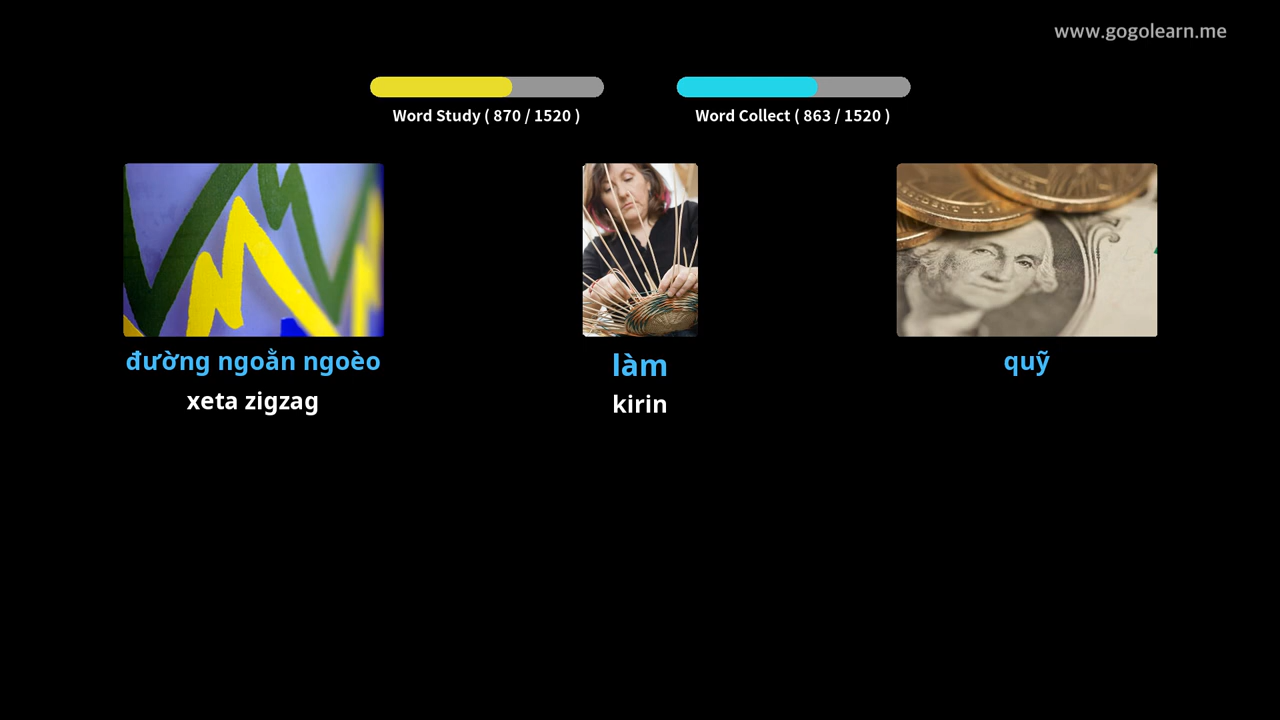 www.gogolearn.me
Word Study ( 870 / 1520 )
Word Collect ( 863 / 1520 )
đường ngoằn ngoèo
xeta zigzag
làm
kirin
quỹ